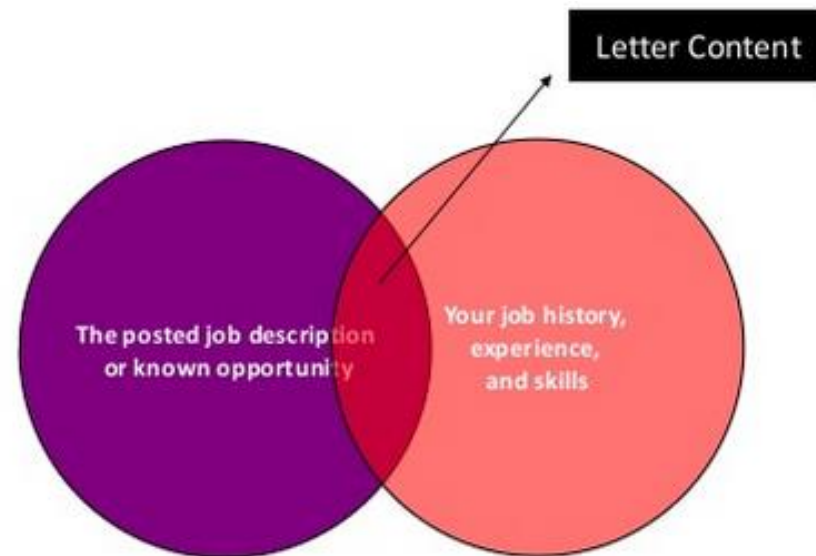 Letter Content
The posted job description
or known opportunity
Your job history,
experience,
and skills